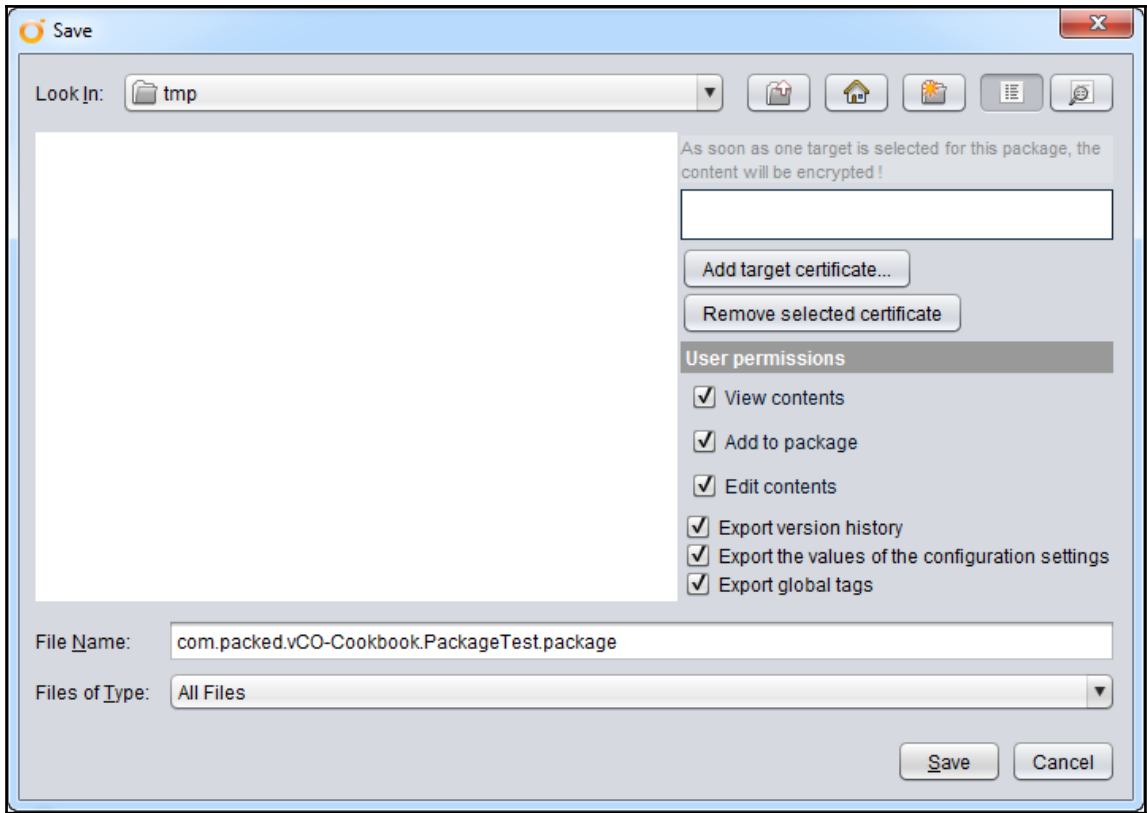 Save
Look In:
tmp
As soon as one target is selected for this package, the
content will be encrypted !
Add target certificate...
Remove selected certificate
User permissions
View contents
Add to package
Edit contents
Export version history
Export the values of the configuration settings
Export global tags
File Name:
com.packed.vCO-Cookbook.PackageTest.package
Files of Type:
All Files
Save
Cancel